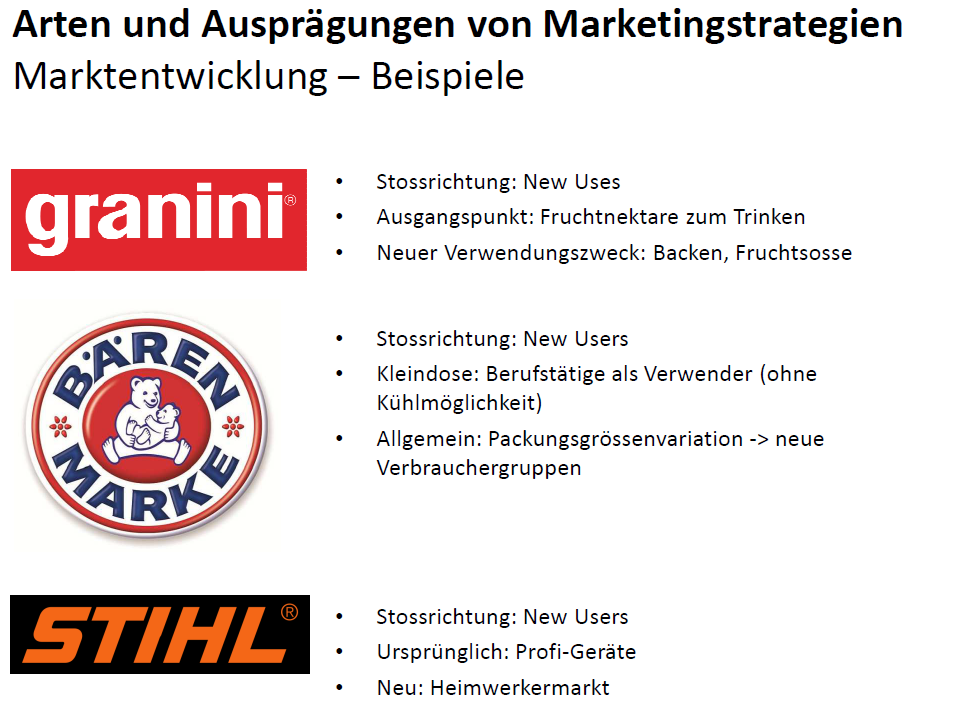 Arten und Ausprägungen von Marketingstrategien
Marktentwicklung – Beispiele
granini®
• Stossrichtung: New Uses
• Ausgangspunkt: Fruchtnektare zum Trinken
• Neuer Verwendungszweck: Backen, Fruchtsosse
BÄREN
MARKE
• Stossrichtung: New Users
• Kleindose: Berufstätige als Verwender (ohne
Kühlmöglichkeit)
• Allgemein: Packungsgrössenvariation -> neue
Verbrauchergruppen
STIHL®
• Stossrichtung: New Users
• Ursprünglich: Profi-Geräte
• Neu: Heimwerkermarkt